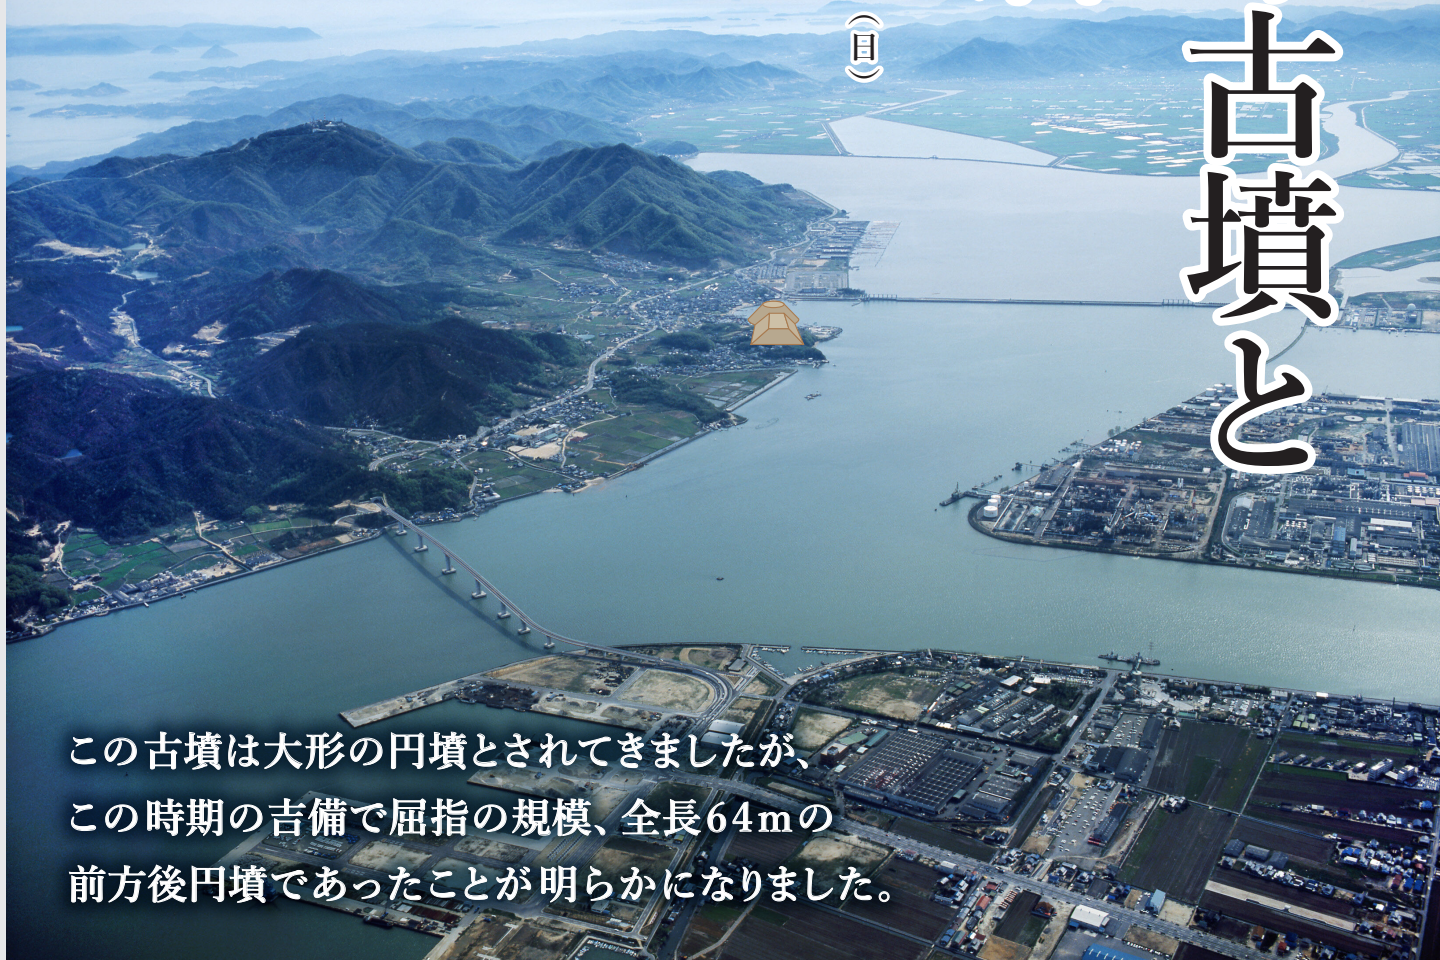 古墳と
（日）
この古墳は大形の円墳とされてきましたが、
この時期の吉備で屈指の規模、全長64mの
前方後円墳であったことが明らかになりました。